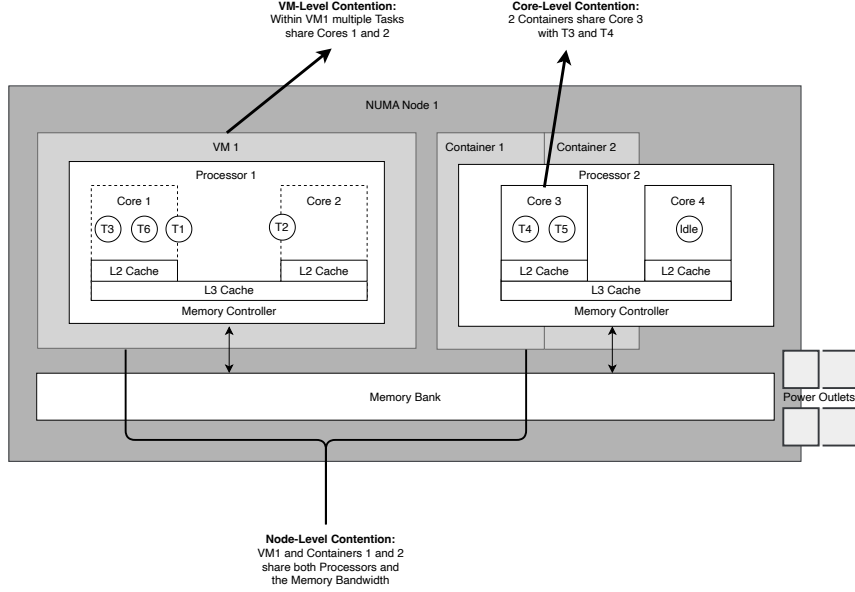 VM-Level Contention:
Within VM1 multiple Tasks
share Cores 1 and 2
Core-Level Contention:
2 Containers share Core 3
with T3 and T4
NUMA Node 1
VM 1
Container 1
Container 2
Processor 1
Processor 2
Core 1
Core 2
Core 3
Core 4
T3
T6
T1
T2
T4
T5
Idle
L2 Cache
L2 Cache
L2 Cache
L2 Cache
L3 Cache
L3 Cache
Memory Controller
Memory Controller
Memory Bank
Power Outlets
Node-Level Contention:
VM1 and Containers 1 and 2
share both Processors and
the Memory Bandwidth